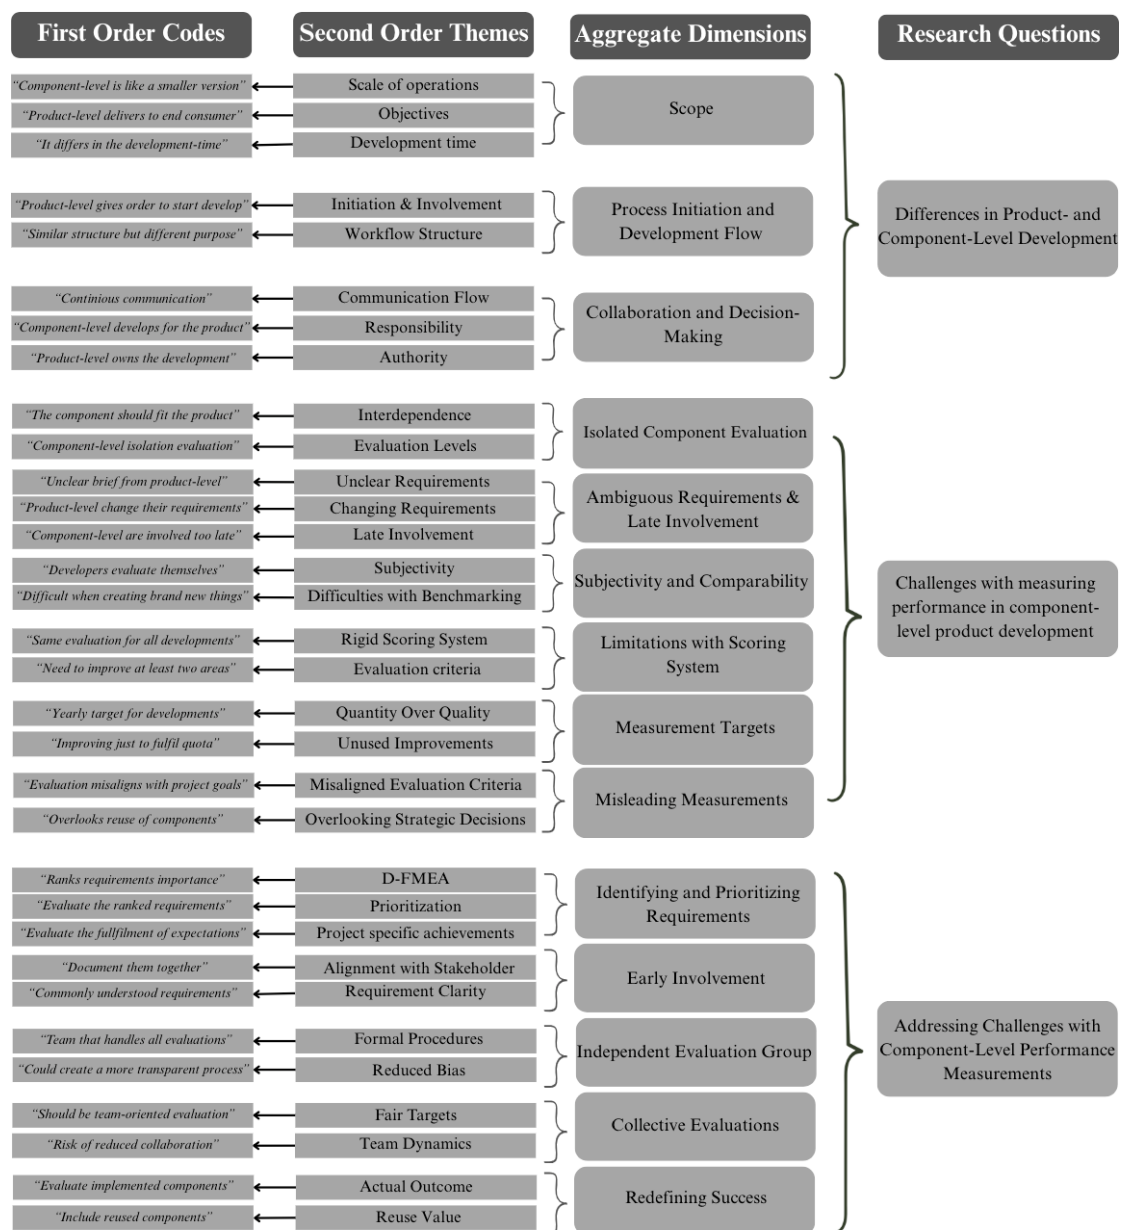 First Order Codes
Second Order Themes
Aggregate Dimensions
Research Questions
“Component-level is like a smaller version”
Scale of operations
“Product-level delivers to end consumer”
Objectives
“It differs in the development-time”
Development time
Scope
“Product-level gives order to start develop”
Initiation & Involvement
“Similar structure but different purpose”
Workflow Structure
Process Initiation and
Development Flow
“Continious communication”
Communication Flow
“Component-level develops for the product”
Responsibility
“Product-level owns the development”
Authority
Collaboration and Decision-
Making
Differences in Product- and
Component-Level Development
“The component should fit the product”
Interdependence
“Component-level isolation evaluation”
Evaluation Levels
Isolated Component Evaluation
“Unclear brief from product-level”
Unclear Requirements
“Product-level change their requirements”
Changing Requirements
“Component-level are involved too late”
Late Involvement
Ambiguous Requirements &
Late Involvement
“Developers evaluate themselves”
Subjectivity
“Difficult when creating brand new things”
Difficulties with Benchmarking
Subjectivity and Comparability
“Same evaluation for all developments”
Rigid Scoring System
“Need to improve at least two areas”
Evaluation criteria
Limitations with Scoring
System
“Yearly target for developments”
Quantity Over Quality
“Improving just to fulfil quota”
Unused Improvements
Measurement Targets
“Evaluation misaligns with project goals”
Misaligned Evaluation Criteria
“Overlooks reuse of components”
Overlooking Strategic Decisions
Misleading Measurements
Challenges with measuring
performance in component-
level product development
“Ranks requirements importance”
D-FMEA
“Evaluate the ranked requirements”
Prioritization
“Evaluate the fullfilment of expectations”
Project specific achievements
Identifying and Prioritizing
Requirements
“Document them together”
Alignment with Stakeholder
“Commonly understood requirements”
Requirement Clarity
Early Involvement
“Team that handles all evaluations”
Formal Procedures
“Could create a more transparent process”
Reduced Bias
Independent Evaluation Group
“Should be team-oriented evaluation”
Fair Targets
“Risk of reduced collaboration”
Team Dynamics
Collective Evaluations
“Evaluate implemented components”
Actual Outcome
“Include reused components”
Reuse Value
Redefining Success
Addressing Challenges with
Component-Level Performance
Measurements